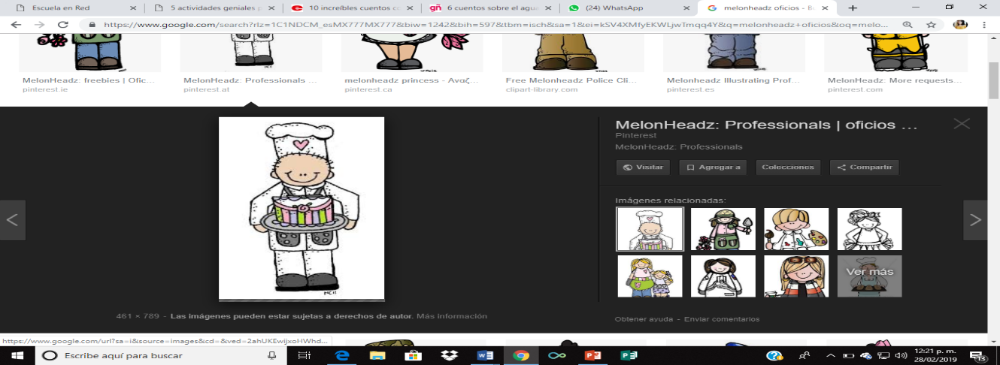 Escuela en Red
5 actividades geniales p
10 increíbles cuentos co
gñ 6 cuentos sobre el agua
(24) WhatsApp
melonheadz oficios - B
https://www.google.com/search?rlz=1C1NDCM_esMX777MX777&biw=1242&bih=597&tbm=isch&sa=1&ei=kSV4XMfyEKWLjwTmqq4Y&q=melonheadz+oficios&oq=melo...
MelonHeadz: freebies | Ofic...
pinterest.ie
MelonHeadz: Professionals ...
pinterest.at
melonheadz princess - Αναζ...
pinterest.ca
Free Melonheadz Police Cli...
clipart-library.com
Melonheadz Illustrating Prof...
pinterest.es
MelonHeadz: More requests...
pinterest.com
MelonHeadz: Professionals | oficios ...
Pinterest
MelonHeadz: Professionals
Visitar
Agregar a
Colecciones
Compartir
Imágenes relacionadas:
Ver más
461 × 789 - Las imágenes pueden estar sujetas a derechos de autor. Más información
Obtener ayuda - Enviar comentarios
https://www.google.com/url?sa=i&source=images&cd=&ved=2ahUKEwijxoHWhd...
Escribe aquí para buscar
12:21 p. m.
28/02/2019
13